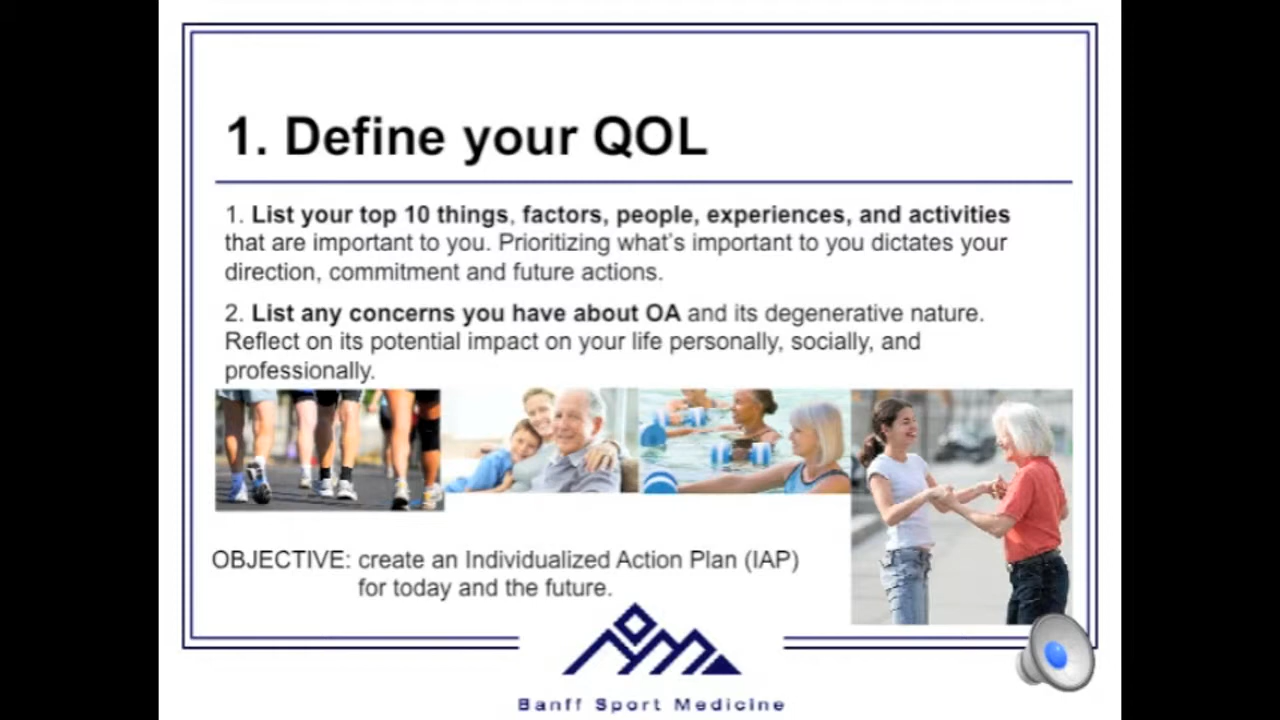 1. Define your QOL
1. List your top 10 things, factors, people, experiences, and activities
that are important to you. Prioritizing what's important to you dictates your
direction, commitment and future actions.
2. List any concerns you have about OA and its degenerative nature.
Reflect on its potential impact on your life personally, socially, and
professionally.
OBJECTIVE: create an Individualized Action Plan (IAP)
for today and the future.
Banff Sport Medicine